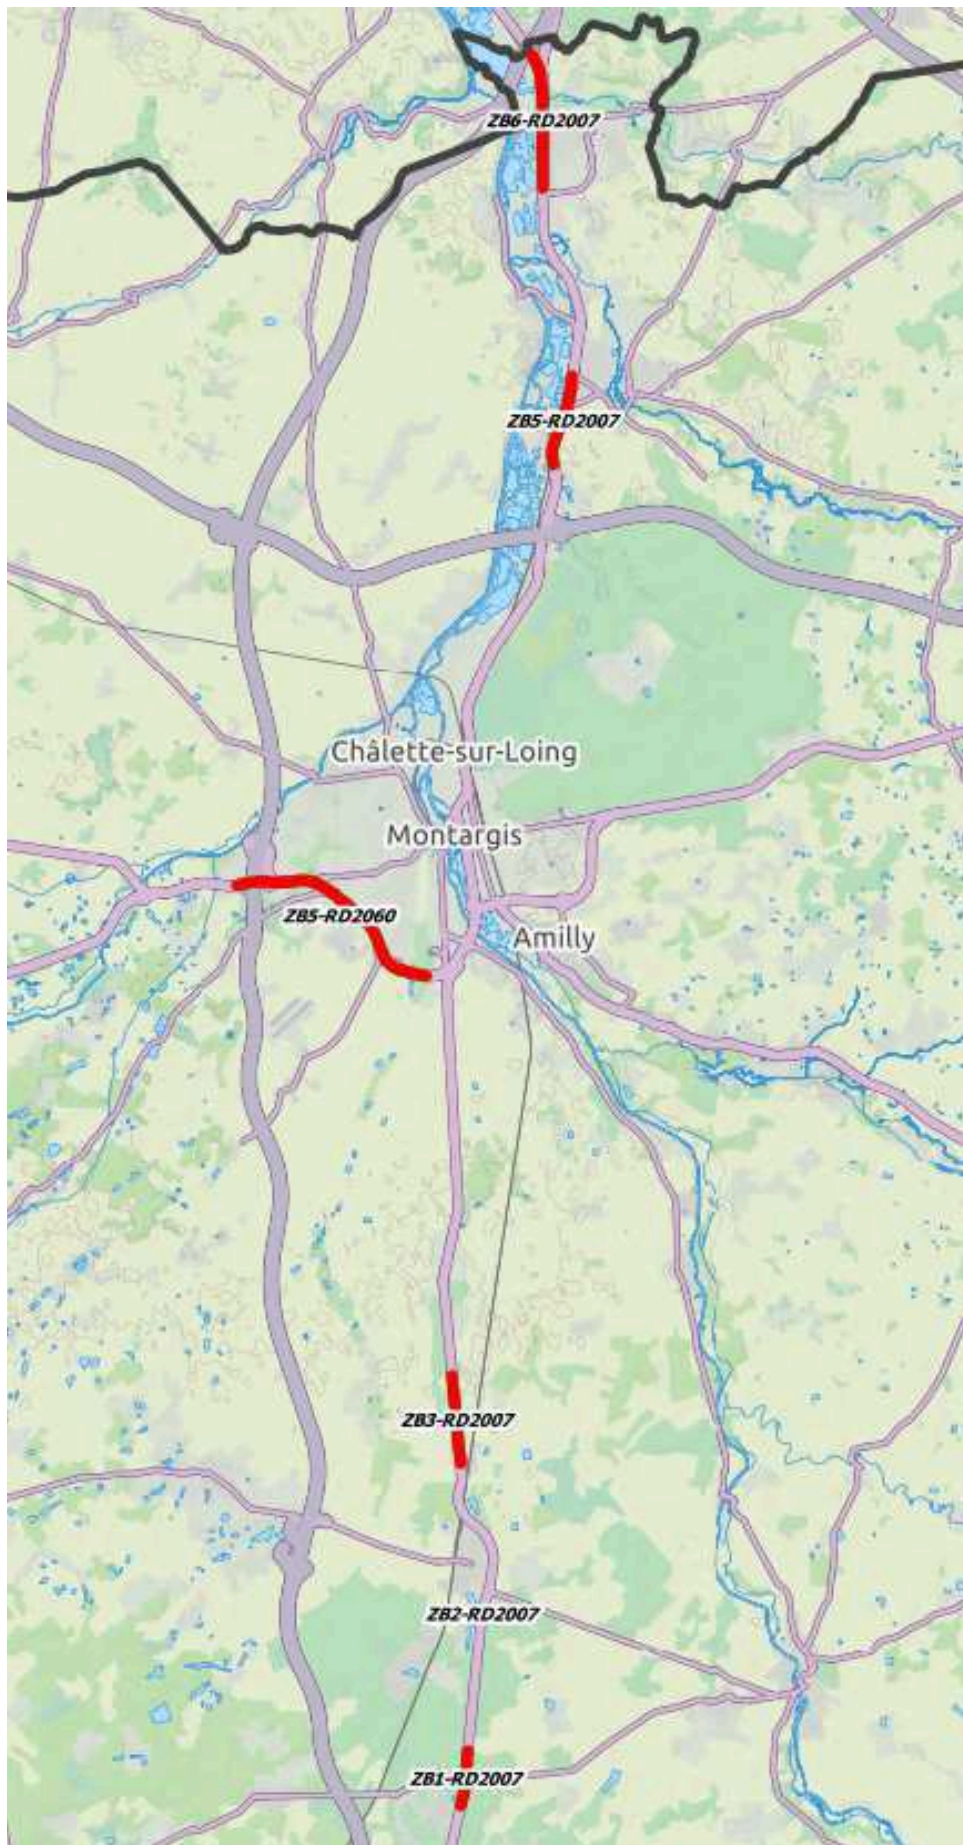 ZB6-RD2007
ZB5-RD2007
Châlette-sur-Loing
Montargis
ZB5-RD2060
Amilly
ZB3-RD2007
ZB2-RD2007
ZB1-RD2007